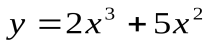 y = 2x³ + 5x²